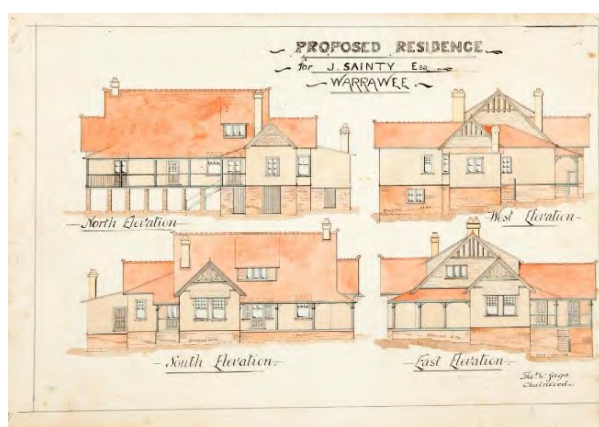 PROPOSED RESIDENCE
for J. SAINTY Esq
WARRAWEE
North Elevation
West Elevation
South Elevation
East Elevation
Chatswood